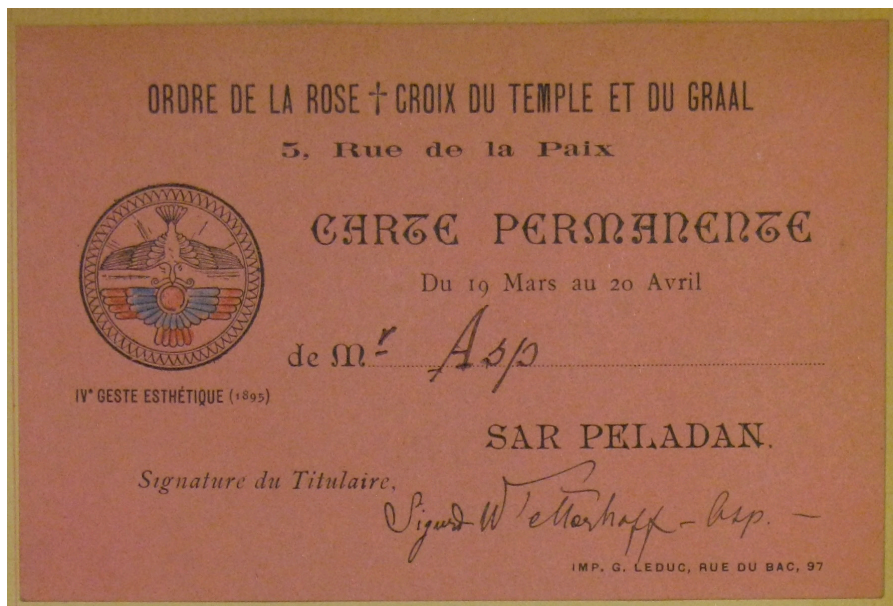 ORDRE DE LA ROSE † CROIX DU TEMPLE ET DU GRAAL
5, Rue de la Paix
CARTE PERMANENTE
Du 19 Mars au 20 Avril
de Mr Asp
IVe GESTE ESTHÉTIQUE (1895)
SAR PELADAN.
Signature du Titulaire,
Sigurd Wettershoff - Asp. -
IMP. G. LEDUC, RUE DU BAC, 97